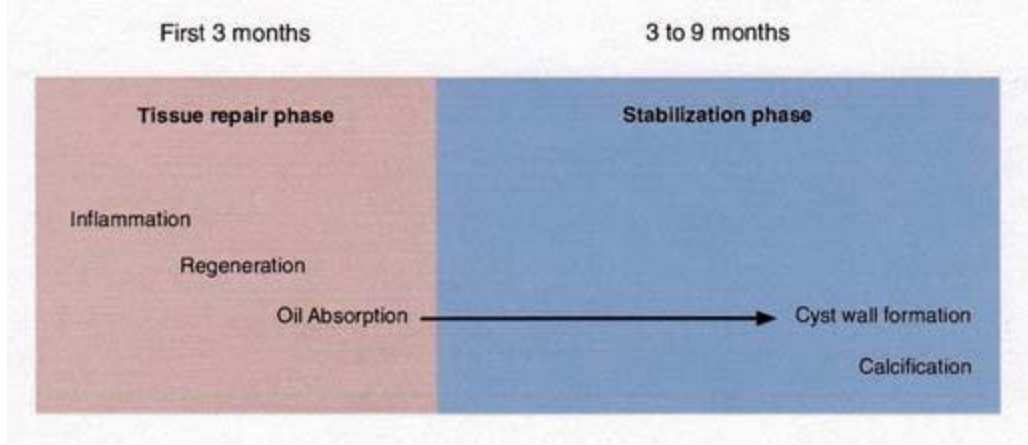 First 3 months
3 to 9 months
Tissue repair phase
Stabilization phase
Inflammation
Regeneration
Oil Absorption
Cyst wall formation
Calcification